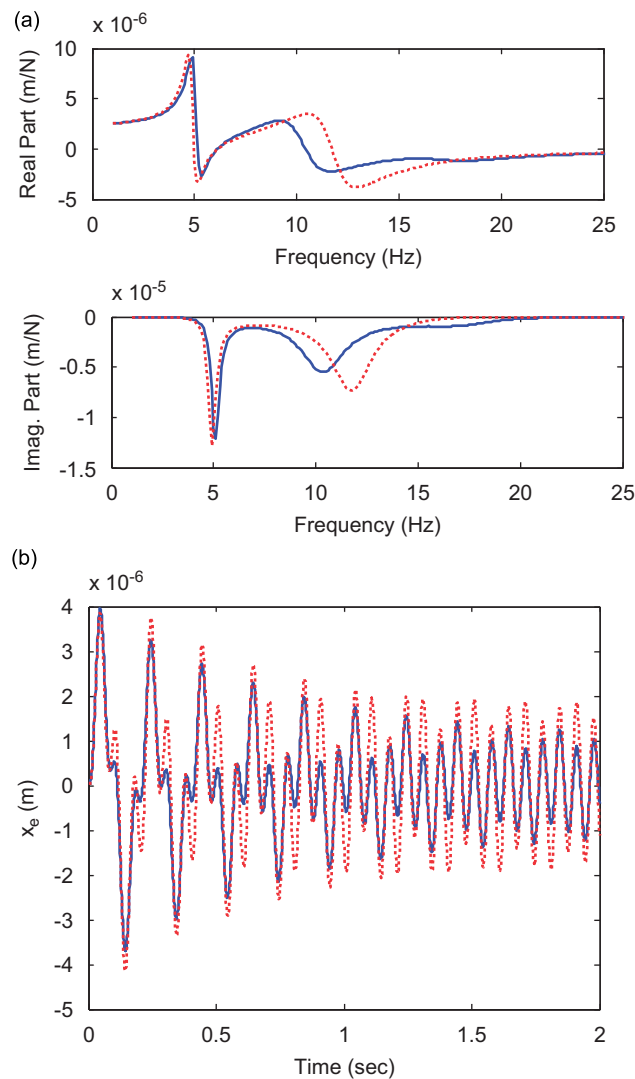 (a)
x 10-6
10
5
0
-5
Real Part (m/N)
0 5 10 15 20 25
Frequency (Hz)
x 10-5
0
-0.5
-1
-1.5
Imag. Part (m/N)
0 5 10 15 20 25
Frequency (Hz)
(b)
x 10-6
4
3
2
1
0
-1
-2
-3
-4
-5
xe (m)
0 0.5 1 1.5 2
Time (sec)